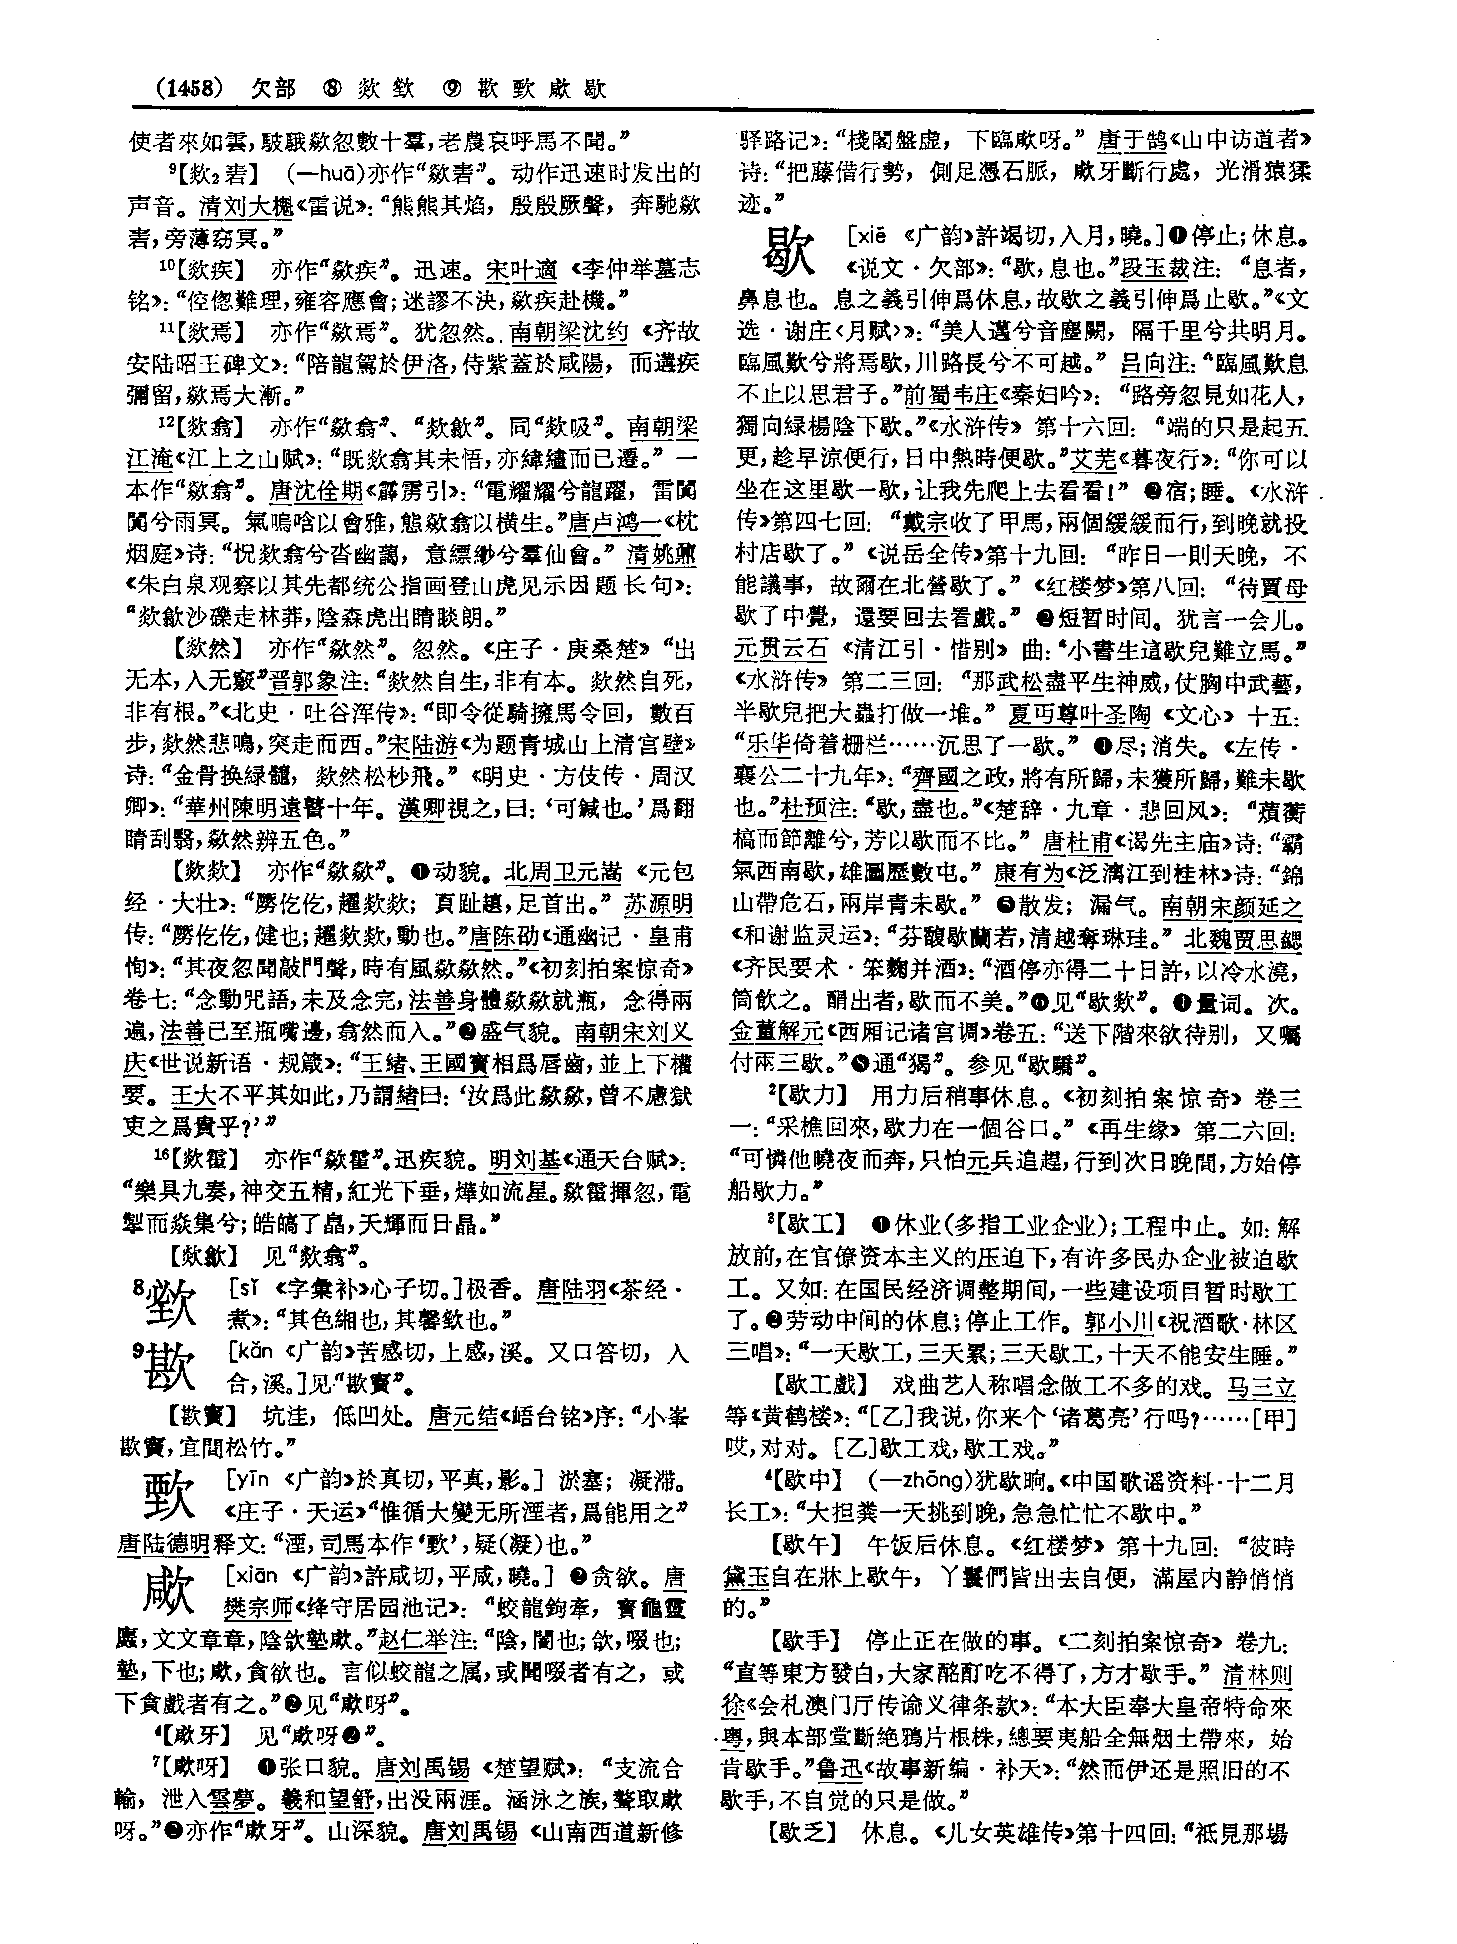 (1458) 欠部 ⑧ 欻 欰 ⑨ 歁 歅 歞 歇
使者來如雲,駊騀歘忽數十羣,老農哀呼馬不聞。”
⁹【欻₂砉】 (—huā)亦作“歘砉”。动作迅速时发出的
声音。清刘大櫆《雷说》:“熊熊其焰,殷殷厥聲,奔馳歘
砉,旁薄窈冥。”
¹⁰【欻疾】 亦作“歘疾”。迅速。宋叶適《李仲举墓志
铭》:“倥偬難理,雍容應會;迷謬不決,歘疾赴機。”
¹¹【欻焉】 亦作“歘焉”。犹忽然。南朝梁沈约《齐故
安陆昭王碑文》:“陪龍駕於伊洛,侍紫蓋於咸陽,而遘疾
彌留,歘焉大漸。”
¹²【欻翕】 亦作“歘翕”、“欻歙”。同“欻吸”。南朝梁
江淹《江上之山赋》:“既欻翕其未悟,亦緯繣而已遷。”一
本作“歘翕”。唐沈佺期《霹雳引》:“電耀耀兮龍躍,雷闐
闐兮雨冥。氣嗚唅以會雅,態歘翕以横生。”唐卢鸿一《枕
烟庭》诗:“怳欻翕兮沓幽藹,意縹緲兮羣仙會。”清姚鼐
《朱白泉观察以其先都统公指画登山虎见示因题长句》:
“欻歙沙礫走林莽,陰森虎出睛睒朗。”
【欻然】 亦作“歘然”。忽然。《庄子·庚桑楚》“出
无本,入无竅”晋郭象注:“欻然自生,非有本。欻然自死,
非有根。”《北史·吐谷浑传》:“即令從騎擁馬令回,數百
步,欻然悲鳴,突走而西。”宋陆游《为题青城山上清宫壁》
诗:“金骨换緑髓,欻然松杪飛。”《明史·方伎传·周汉
卿》:“華州陳明遠瞽十年。漢卿視之,曰:‘可鍼也。’爲翻
睛刮翳,歘然辨五色。”
【欻欻】 亦作“歘歘”。❶动貌。北周卫元嵩《元包
经·大壮》:“臋仡仡,趯欻欻;頁趾䞿,足首出。”苏源明
传:“臋仡仡,健也;趯欻欻,動也。”唐陈劭《通幽记·皇甫
恂》:“其夜忽聞敲門聲,時有風歘歘然。”《初刻拍案惊奇》
卷七:“念動咒語,未及念完,法善身體歘歘就瓶,念得兩
遍,法善已至瓶嘴邊,翕然而入。”❷盛气貌。南朝宋刘义
庆《世说新语·规箴》:“王緒、王國寶相爲唇齒,並上下權
要。王大不平其如此,乃謂緒曰:‘汝爲此歘歘,曾不慮獄
吏之爲貴乎?’”
¹⁶【欻霍】 亦作“歘霍”。迅疾貌。明刘基《通天台赋》:
“樂具九奏,神交五精,紅光下垂,燁如流星。歘霍揮忽,電
掣而焱集兮;皓皜了皛,天輝而日晶。”
【欻歙】 见“欻翕”。
⁸欰 [sǐ 《字彙补》心子切。]极香。唐陆羽《茶经·
煮》:“其色缃也,其馨欰也。”
⁹歁 [kǎn 《广韵》苦感切,上感,溪。又口答切,入
合,溪。]见“歁竇”。
【歁竇】 坑洼,低凹处。唐元结《峿台铭》序:“小峯
歁竇,宜間松竹。”
歅 [yīn 《广韵》於真切,平真,影。] 淤塞;凝滞。
《庄子·天运》“惟循大變无所湮者,爲能用之”
唐陆德明释文:“湮,司馬本作‘歅’,疑(凝)也。”
歞 [xiān 《广韵》許咸切,平咸,曉。] ❶贪欲。唐
樊宗师《绛守居园池记》:“蛟龍鉤牽,寶龜靈
蜃,文文章章,陰欿墊歞。”赵仁举注:“陰,闇也;欿,啜也;
墊,下也;歞,貪欲也。言似蛟龍之属,或闇啜者有之,或
下貪戲者有之。”❷见“歞呀”。
⁴【歞牙】 见“歞呀❷”。
⁷【歞呀】 ❶张口貌。唐刘禹锡《楚望赋》:“支流合
輸,泄入雲夢。羲和望舒,出没兩涯。涵泳之族,聱取歞
呀。”❷亦作“歞牙”。山深貌。唐刘禹锡《山南西道新修
驿路记》:“棧閣盤虚,下臨歞呀。”唐于鹄《山中访道者》
诗:“把藤借行勢,側足憑石脈,歞牙斷行處,光滑猿猱
迹。”
歇 [xiē 《广韵》許竭切,入月,曉。]❶停止;休息。
《说文·欠部》:“歇,息也。”段玉裁注:“息者,
鼻息也。息之義引伸爲休息,故歇之義引伸爲止歇。”《文
选·谢庄〈月赋〉》:“美人邁兮音塵闕,隔千里兮共明月。
臨風歎兮將焉歇,川路長兮不可越。”吕向注:“臨風歎息
不止以思君子。”前蜀韦庄《秦妇吟》:“路旁忽見如花人,
獨向緑楊陰下歇。”《水浒传》第十六回:“端的只是起五
更,趁早凉便行,日中熱時便歇。”艾芜《暮夜行》:“你可以
坐在这里歇一歇,让我先爬上去看看!”❷宿;睡。《水浒
传》第四七回:“戴宗收了甲馬,兩個緩緩而行,到晚就投
村店歇了。”《说岳全传》第十九回:“昨日一則天晚,不
能議事,故爾在北營歇了。”《红楼梦》第八回:“待賈母
歇了中覺,還要回去看戲。”❸短暂时间。犹言一会儿。
元贯云石《清江引·惜别》曲:“小書生這歇兒難立馬。”
《水浒传》第二三回:“那武松盡平生神威,仗胸中武藝,
半歇兒把大蟲打做一堆。”夏丏尊叶圣陶《文心》十五:
“乐华倚着栅栏……沉思了一歇。”❹尽;消失。《左传·
襄公二十九年》:“齊國之政,將有所歸,未獲所歸,難未歇
也。”杜预注:“歇,盡也。”《楚辞·九章·悲回风》:“薠蘅
槁而節離兮,芳以歇而不比。”唐杜甫《谒先主庙》诗:“霸
氣西南歇,雄圖歷數屯。”康有为《泛漓江到桂林》诗:“錦
山帶危石,兩岸青未歇。”❺散发;漏气。南朝宋颜延之
《和谢监灵运》:“芬馥歇蘭若,清越奪琳珪。”北魏贾思勰
《齐民要术·笨麴并酒》:“酒停亦得二十日許,以冷水澆,
筒飲之。酳出者,歇而不美。”❻见“歇欻”。❼量词。次。
金董解元《西厢记诸宫调》卷五:“送下階來欲待别,又囑
付兩三歇。”❽通“猲”。参见“歇驕”。
²【歇力】 用力后稍事休息。《初刻拍案惊奇》卷三
一:“采樵回來,歇力在一個谷口。”《再生缘》第二六回:
“可憐他曉夜而奔,只怕元兵追趕,行到次日晚間,方始停
船歇力。”
³【歇工】 ❶休业(多指工业企业);工程中止。如:解
放前,在官僚资本主义的压迫下,有许多民办企业被迫歇
工。又如:在国民经济调整期间,一些建设项目暂时歇工
了。❷劳动中间的休息;停止工作。郭小川《祝酒歌·林区
三唱》:“一天歇工,三天累;三天歇工,十天不能安生睡。”
【歇工戲】 戏曲艺人称唱念做工不多的戏。马三立
等《黄鹤楼》:“[乙]我说,你来个‘诸葛亮’行吗?……[甲]
哎,对对。[乙]歇工戏,歇工戏。”
⁴【歇中】 (—zhōng)犹歇晌。《中国歌谣资料·十二月
长工》:“大担粪一天挑到晚,急急忙忙不歇中。”
【歇午】 午饭后休息。《红楼梦》第十九回:“彼時
黛玉自在牀上歇午,丫鬟們皆出去自便,滿屋内静悄悄
的。”
【歇手】 停止正在做的事。《二刻拍案惊奇》卷九:
“直等東方發白,大家酩酊吃不得了,方才歇手。”清林则
徐《会札澳门厅传谕义律条款》:“本大臣奉大皇帝特命來
粤,與本部堂斷絶鴉片根株,總要夷船全無烟土帶來,始
肯歇手。”鲁迅《故事新编·补天》:“然而伊还是照旧的不
歇手,不自觉的只是做。”
【歇乏】 休息。《儿女英雄传》第十四回:“祗見那場